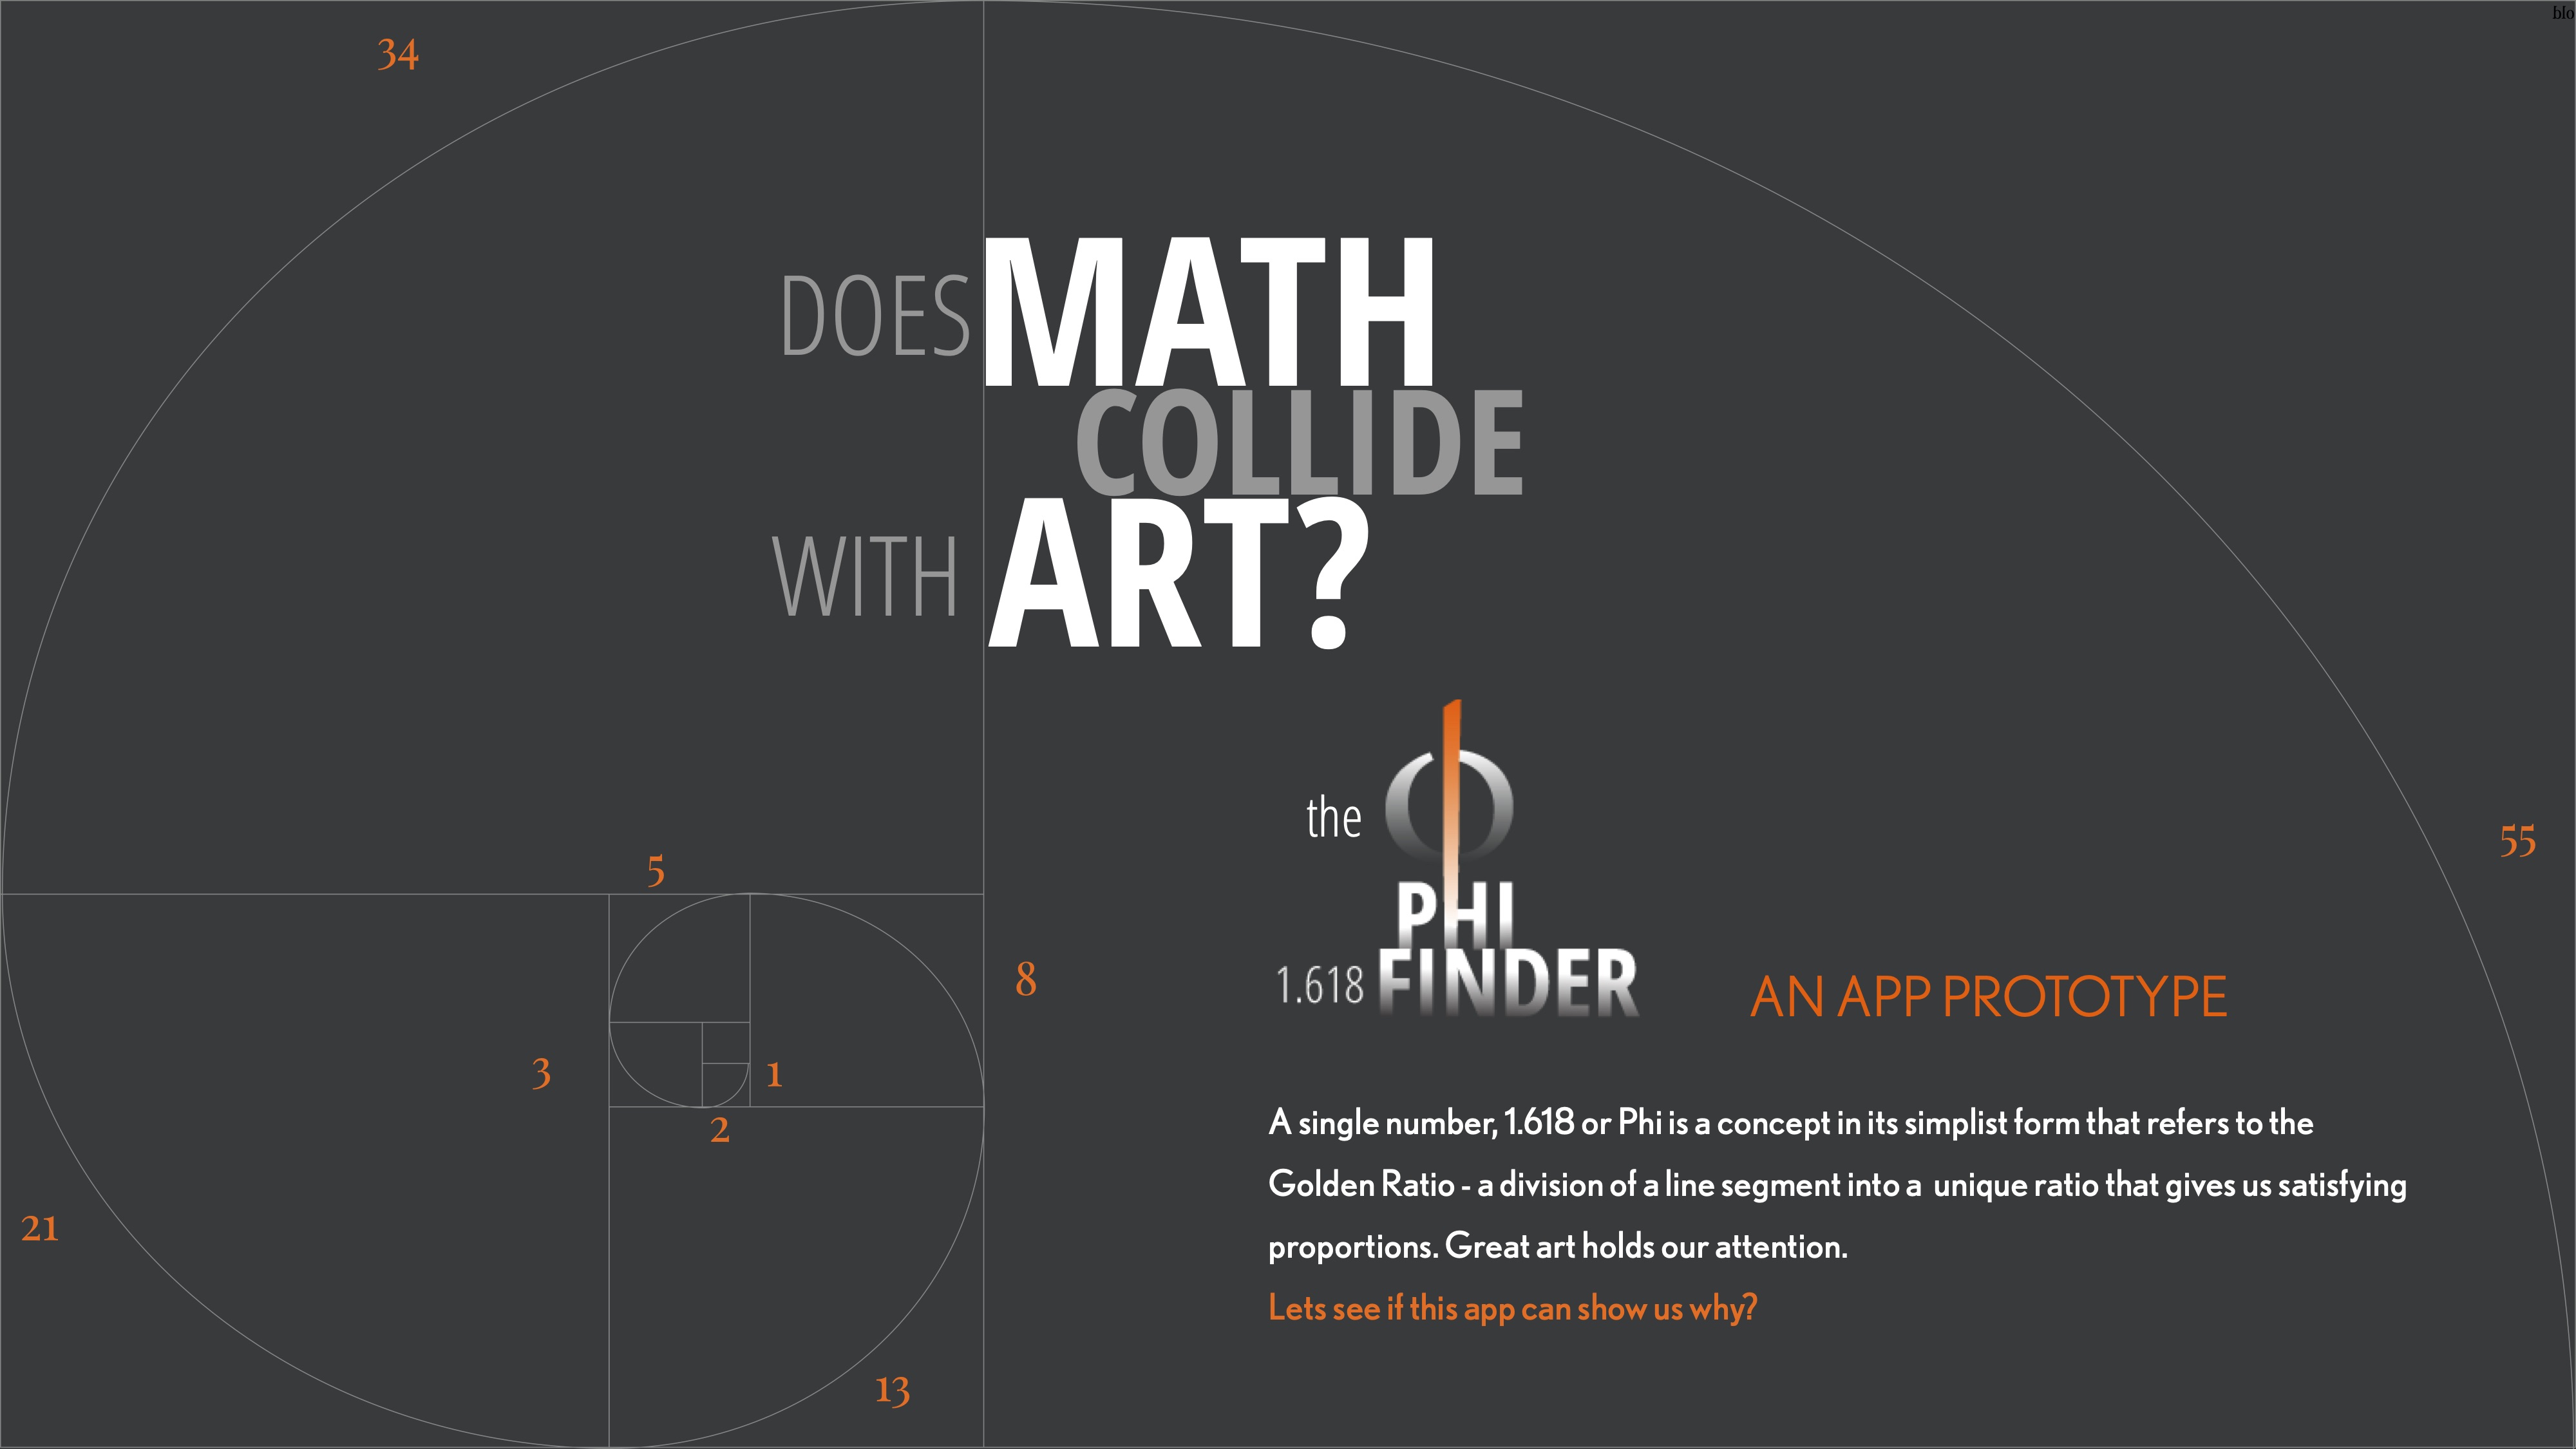 blo
34
DOES MATH
COLLIDE
WITH ART?
the
PHI
1.618 FINDER
AN APP PROTOTYPE
55
5
8
3
1
2
21
13
A single number, 1.618 or Phi is a concept in its simplist form that refers to the
Golden Ratio - a division of a line segment into a unique ratio that gives us satisfying
proportions. Great art holds our attention.
Lets see if this app can show us why?